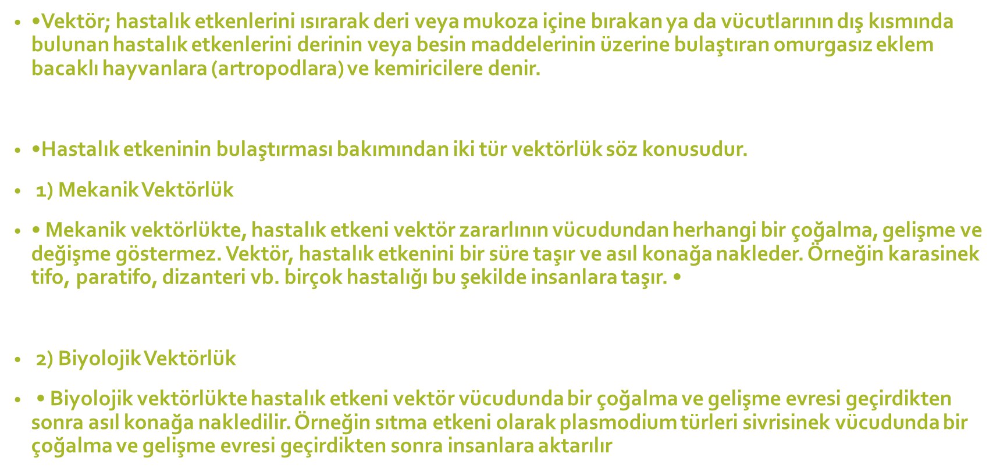 • •Vektör; hastalık etkenlerini ısırarak deri veya mukoza içine bırakan ya da vücutlarının dış kısmında
bulunan hastalık etkenlerini derinin veya besin maddelerinin üzerine bulaştıran omurgasız eklem
bacaklı hayvanlara (artropodlara) ve kemiricilere denir.
• •Hastalık etkeninin bulaştırması bakımından iki tür vektörlük söz konusudur.
• 1) Mekanik Vektörlük
• • Mekanik vektörlükte, hastalık etkeni vektör zararlının vücudundan herhangi bir çoğalma, gelişme ve
değişme göstermez. Vektör, hastalık etkenini bir süre taşır ve asıl konağa nakleder. Örneğin karasinek
tifo, paratifo, dizanteri vb. birçok hastalığı bu şekilde insanlara taşır. •
• 2) Biyolojik Vektörlük
• • Biyolojik vektörlükte hastalık etkeni vektör vücudunda bir çoğalma ve gelişme evresi geçirdikten
sonra asıl konağa nakledilir. Örneğin sıtma etkeni olarak plasmodium türleri sivrisinek vücudunda bir
çoğalma ve gelişme evresi geçirdikten sonra insanlara aktarılır